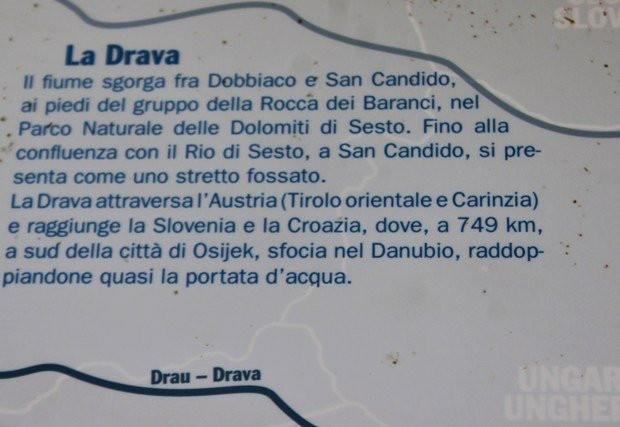 SLOV
La Drava
Il fiume sgorga fra Dobbiaco e San Candido,
ai piedi del gruppo della Rocca dei Baranci, nel
Parco Naturale delle Dolomiti di Sesto. Fino alla
confluenza con il Rio di Sesto, a San Candido, si pre-
senta come uno stretto fossato.
La Drava attraversa l'Austria (Tirolo orientale e Carinzia)
e raggiunge la Slovenia e la Croazia, dove, a 749 km,
a sud della città di Osijek, sfocia nel Danubio, raddop-
piandone quasi la portata d'acqua.
Drau – Drava
UNGAR
UNGHE